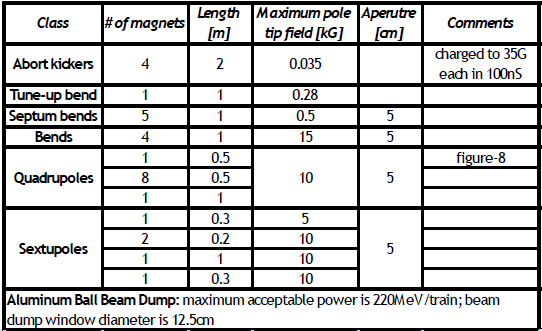 Class # of magnets Length [m] Maximum pole tip field [kG] Aperutre [cm] Comments
Abort kickers 4 2 0.035 charged to 35G each in 100nS
Tune-up bend 1 1 0.28
Septum bends 5 1 0.5 5
Bends 4 1 15 5
Quadrupoles 1 0.5 10 5 figure-8
8 0.5
1 1
Sextupoles 1 0.3 5 5
2 0.2 10
1 1 10
1 0.3 10
Aluminum Ball Beam Dump: maximum acceptable power is 220MeV/train; beam
dump window diameter is 12.5cm